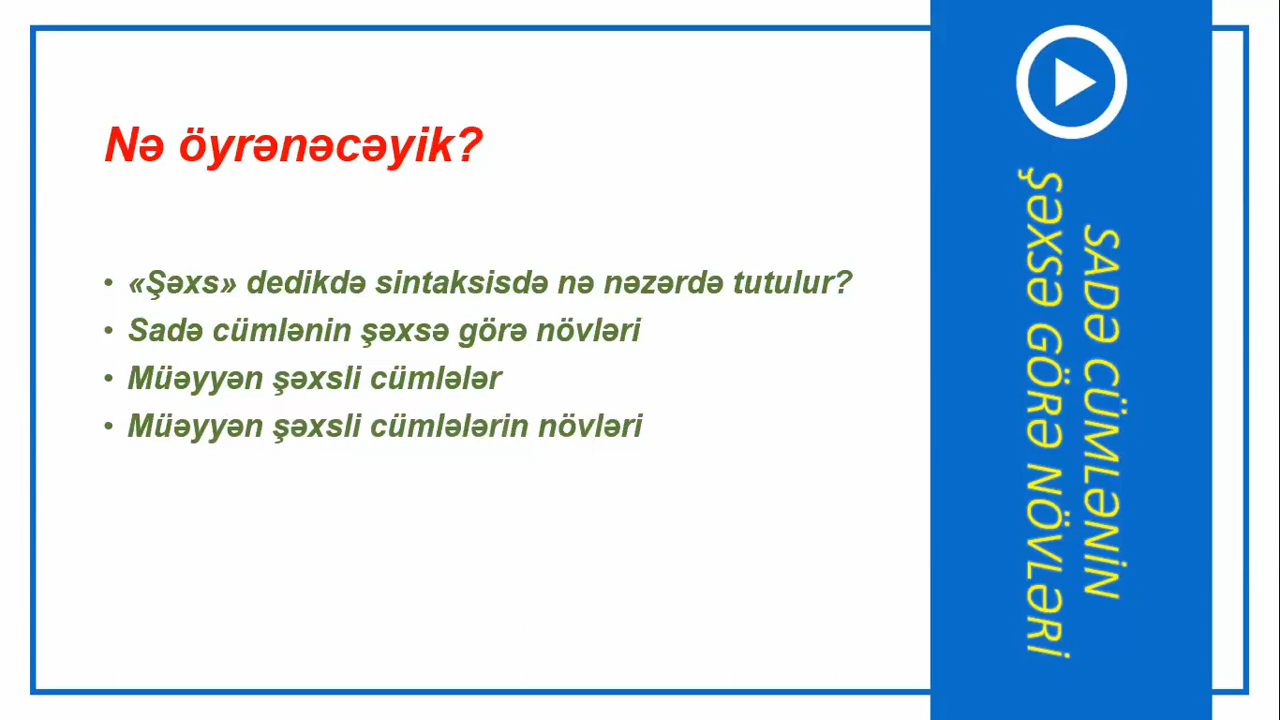 Nə öyrənəcəyik?
• «Şəxs» dedikdə sintaksisdə nə nəzərdə tutulur?
• Sadə cümlənin şəxsə görə növləri
• Müəyyən şəxsli cümlələr
• Müəyyən şəxsli cümlələrin növləri
SADƏ CÜMLƏNİN
ŞƏXSƏ GÖRƏ NÖVLƏRİ